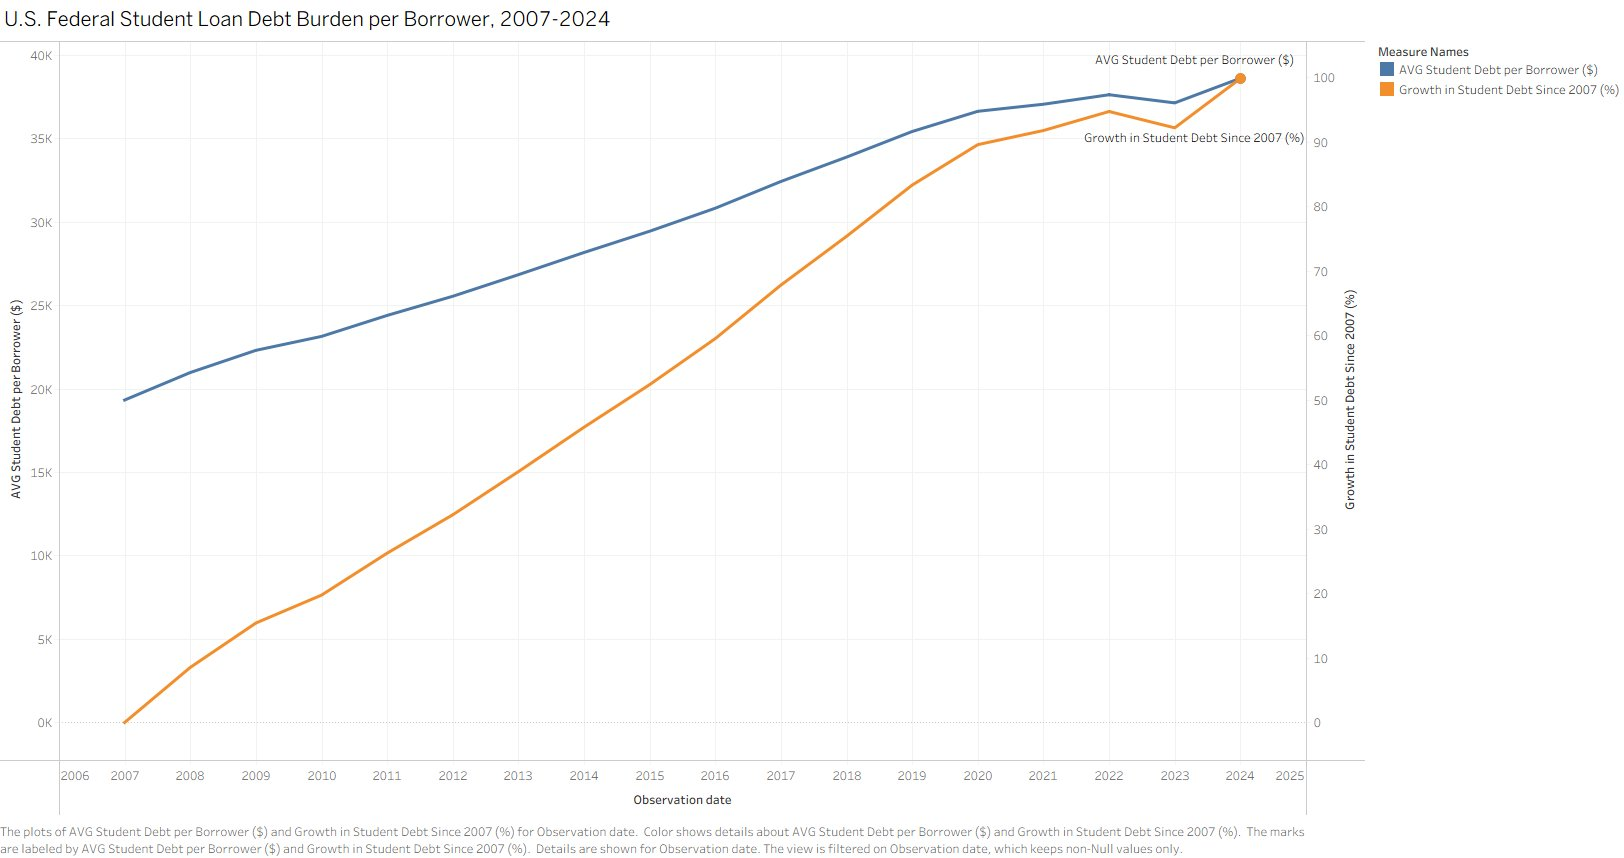 U.S. Federal Student Loan Debt Burden per Borrower, 2007-2024
Measure Names
AVG Student Debt per Borrower ($)
Growth in Student Debt Since 2007 (%)
AVG Student Debt per Borrower ($)
Growth in Student Debt Since 2007 (%)
AVG Student Debt per Borrower ($)
40K
35K
30K
25K
20K
15K
10K
5K
0K
100
90
80
70
60
50
40
30
20
10
0
Growth in Student Debt Since 2007 (%)
2006 2007 2008 2009 2010 2011 2012 2013 2014 2015 2016 2017 2018 2019 2020 2021 2022 2023 2024 2025
Observation date
The plots of AVG Student Debt per Borrower ($) and Growth in Student Debt Since 2007 (%) for Observation date.  Color shows details about AVG Student Debt per Borrower ($) and Growth in Student Debt Since 2007 (%).  The marks
are labeled by AVG Student Debt per Borrower ($) and Growth in Student Debt Since 2007 (%).  Details are shown for Observation date. The view is filtered on Observation date, which keeps non-Null values only.